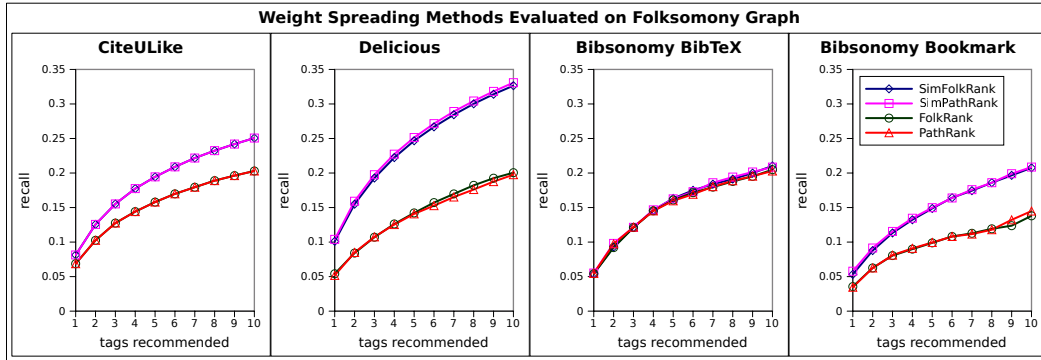 Weight Spreading Methods Evaluated on Folksomony Graph
CiteULike
0.35
0.3
0.25
0.2
0.15
0.1
0.05
0
recall
1 2 3 4 5 6 7 8 9 10
tags recommended
Delicious
0.35
0.3
0.25
0.2
0.15
0.1
0.05
0
recall
1 2 3 4 5 6 7 8 9 10
tags recommended
Bibsonomy BibTeX
0.35
0.3
0.25
0.2
0.15
0.1
0.05
0
recall
1 2 3 4 5 6 7 8 9 10
tags recommended
Bibsonomy Bookmark
0.35
0.3
0.25
0.2
0.15
0.1
0.05
0
recall
SimFolkRank
SimPathRank
FolkRank
PathRank
1 2 3 4 5 6 7 8 9 10
tags recommended